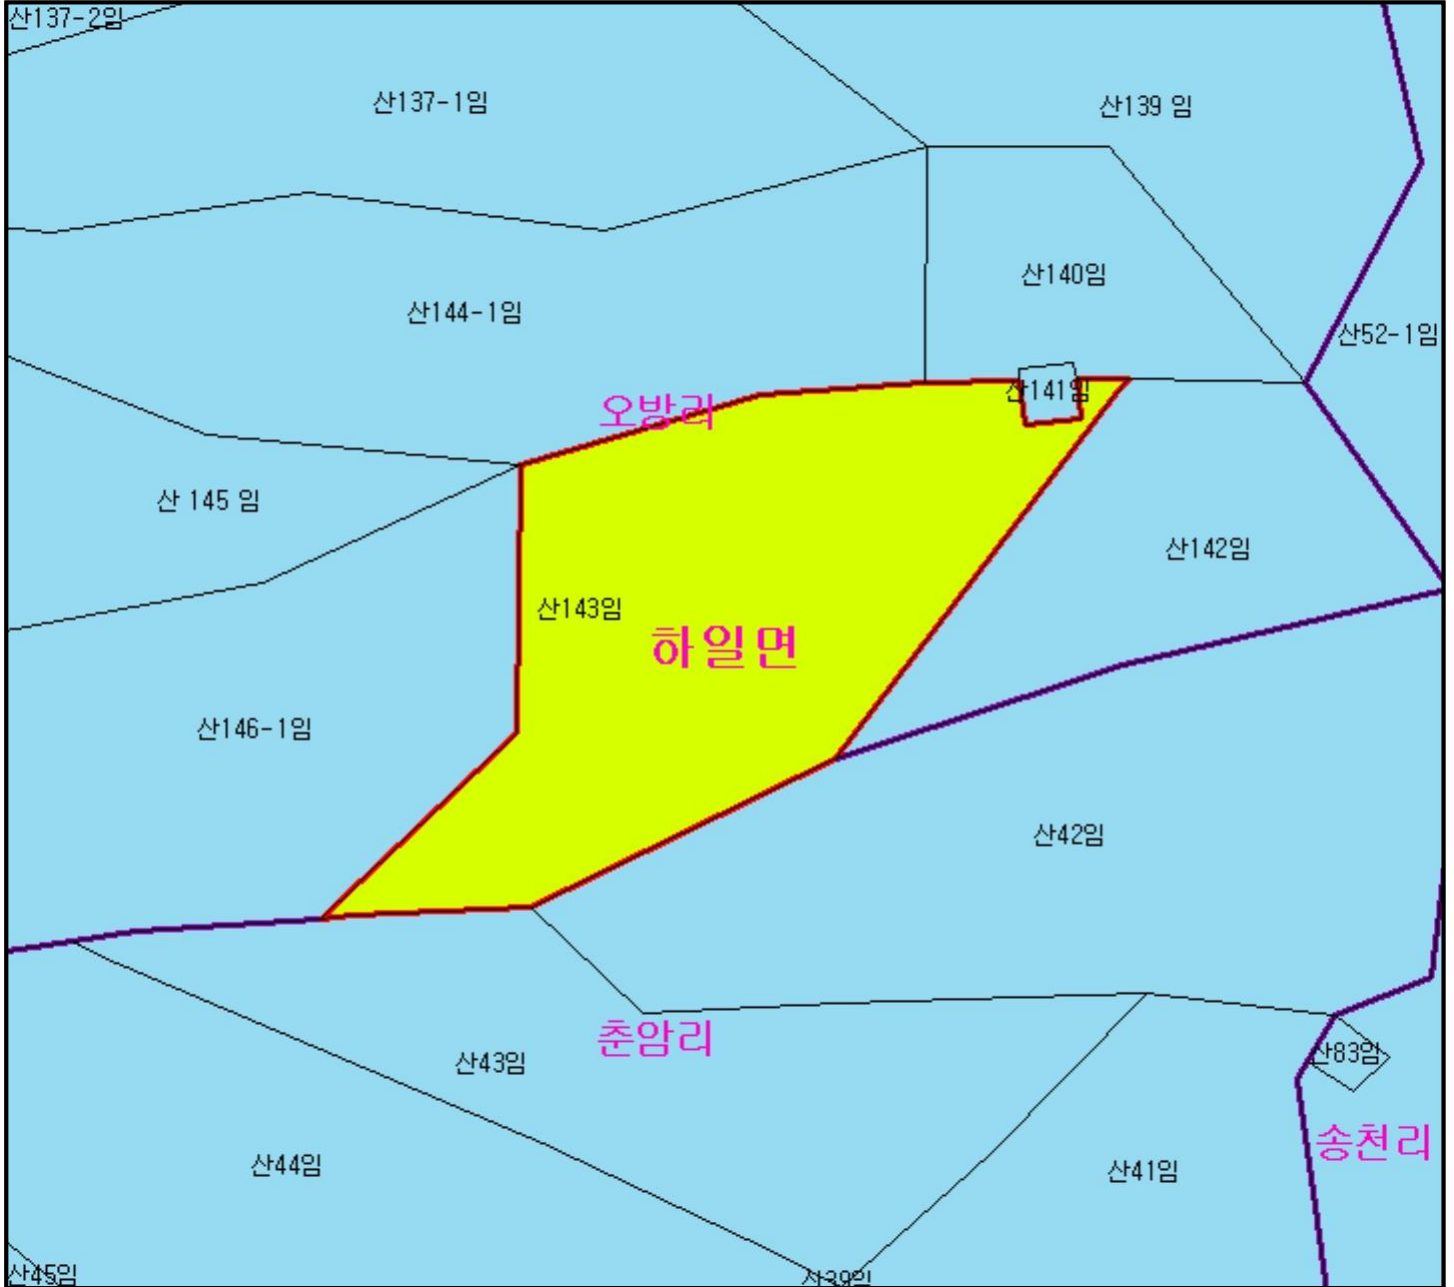 산137-2임
산137-1임
산139 임
산140임
산144-1임
산52-1임
산141임
오방리
산 145 임
산142임
산143임
하일면
산146-1임
산42임
춘암리
산43임
산83임
송천리
산44임
산41임
산45임
산39임